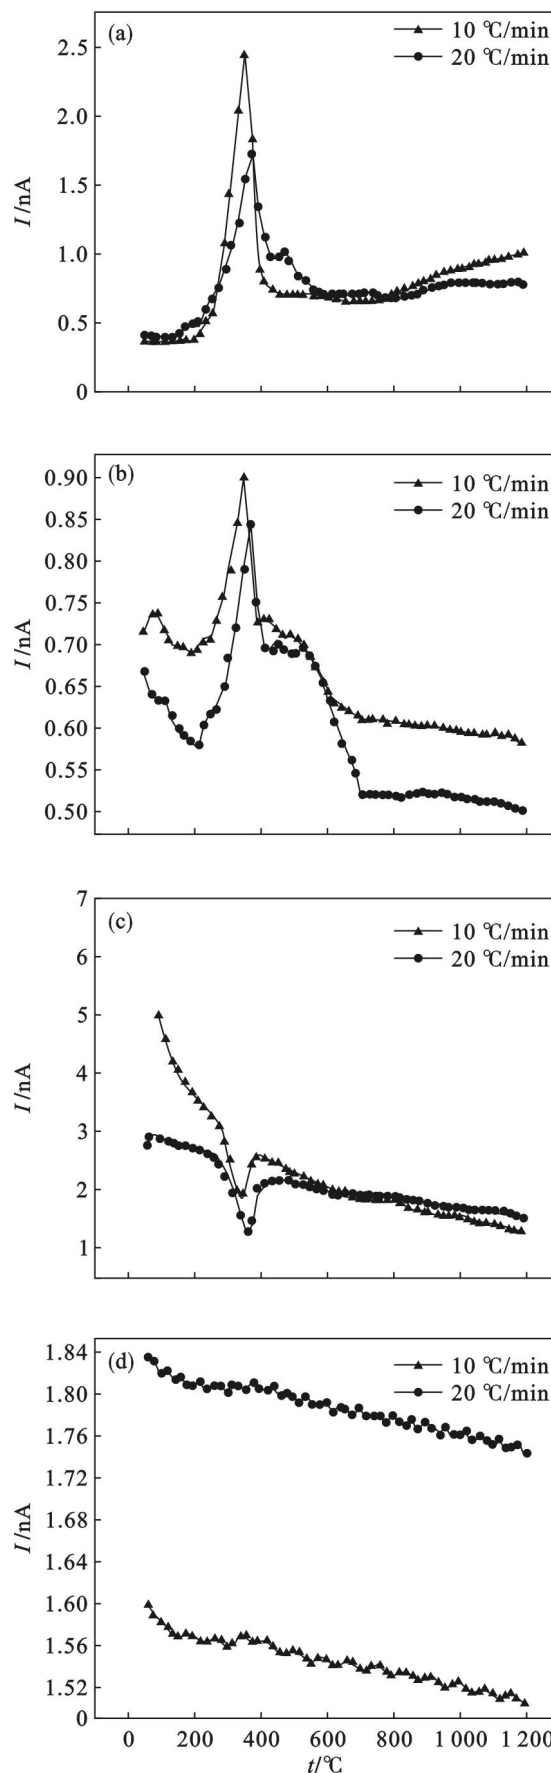 (a)
10 ℃/min
20 ℃/min
2.5
2.0
1.5
1.0
0.5
0
I/nA
(b)
10 ℃/min
20 ℃/min
0.90
0.85
0.80
0.75
0.70
0.65
0.60
0.55
0.50
I/nA
(c)
10 ℃/min
20 ℃/min
7
6
5
4
3
2
1
I/nA
(d)
10 ℃/min
20 ℃/min
1.84
1.80
1.76
1.72
1.68
1.64
1.60
1.56
1.52
0
I/nA
0 200 400 600 800 1 000 1 200
t/℃